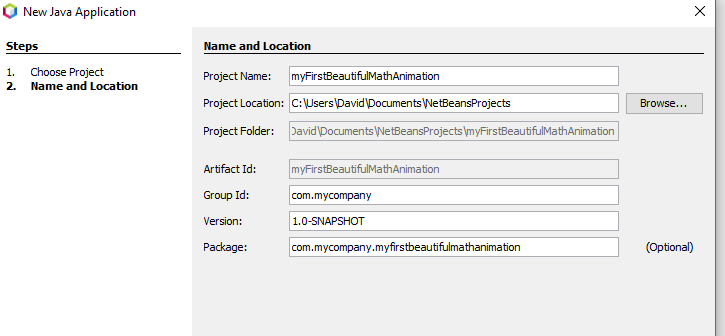 New Java Application
Steps
1. Choose Project
2. Name and Location
Name and Location
Project Name: myFirstBeautifulMathAnimation
Project Location: C:\Users\David\Documents\NetBeansProjects Browse...
Project Folder: David\Documents\NetBeansProjects\myFirstBeautifulMathAnimation
Artifact Id: myFirstBeautifulMathAnimation
Group Id: com.mycompany
Version: 1.0-SNAPSHOT
Package: com.mycompany.myfirstbeautifulmathanimation (Optional)